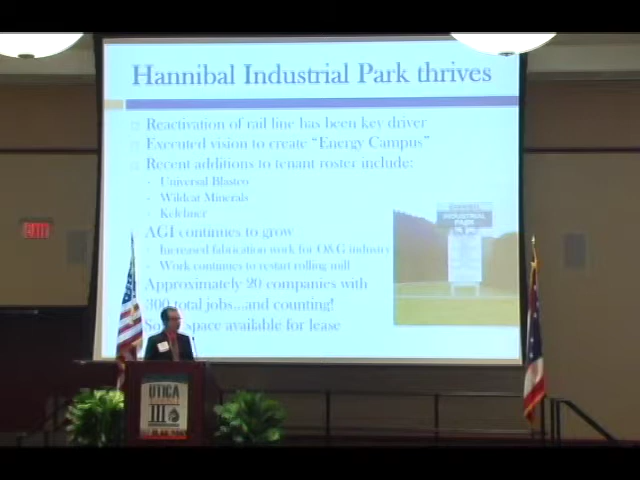 Hannibal Industrial Park thrives
Reactivation of rail line has been key driver
Executed vision to create "Energy Campus"
Recent additions to tenant roster include:
- Universal Blastco
- Wildcat Minerals
- Kelchner
AGI continues to grow
- Increased fabrication work for O&G industry
- Work continues to restart rolling mill
Approximately 20 companies with
300 total jobs...and counting!
space available for lease
INDUSTRIAL
PARK
EXIT
UTICA
III